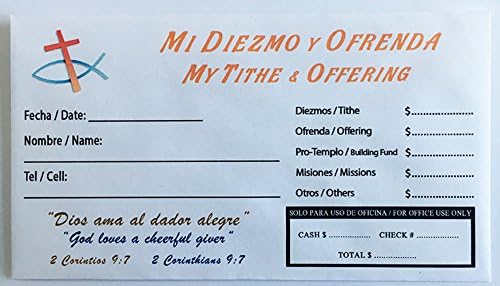 MI DIEZMO Y OFRENDA
MY TITHE & OFFERING
Fecha / Date: ____________________
Nombre / Name:
Tel / Cell:
Diezmos / Tithe $..................
Ofrenda / Offering $..................
Pro-Templo / Building Fund $..................
Misiones / Missions $..................
Otros / Others $..................
"Dios ama al dador alegre"
"God loves a cheerful giver"
2 Corintios 9:7 2 Corinthians 9:7
SOLO PARA USO DE OFICINA / FOR OFFICE USE ONLY
CASH $ .............. CHECK # ..............
TOTAL $ ..............